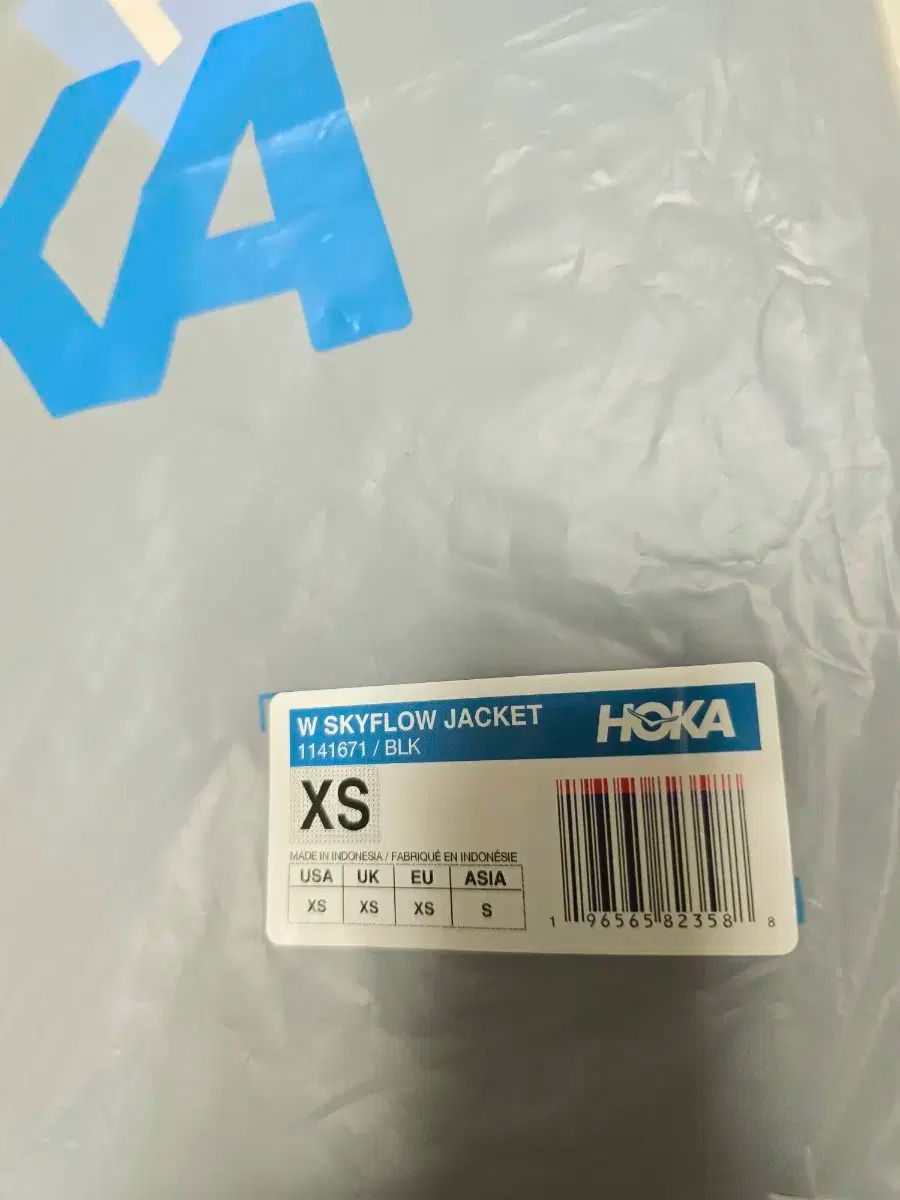 KA
W SKYFLOW JACKET
HOKA
1141671 / BLK
XS
MADE IN INDONESIA / FABRIQUÉ EN INDONÉSIE
USA UK EU ASIA
XS XS XS S
1 96565 82358 8